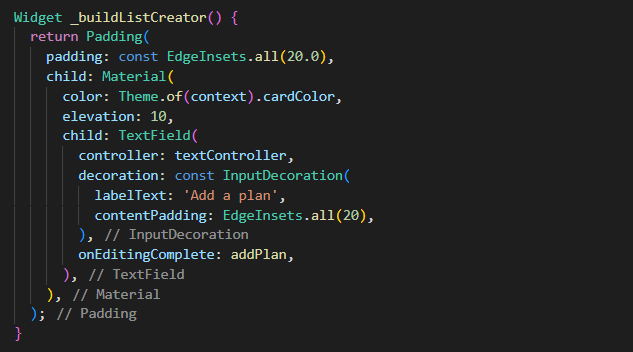 Widget _buildListCreator() {
  return Padding(
    padding: const EdgeInsets.all(20.0),
    child: Material(
      color: Theme.of(context).cardColor,
      elevation: 10,
      child: TextField(
        controller: textController,
        decoration: const InputDecoration(
          labelText: 'Add a plan',
          contentPadding: EdgeInsets.all(20),
        ), // InputDecoration
        onEditingComplete: addPlan,
      ), // TextField
    ), // Material
  ); // Padding
}